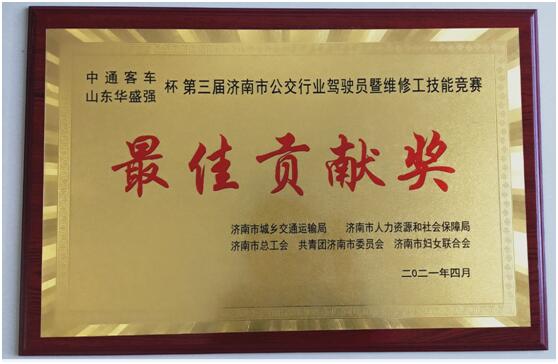 中通客车
山东华盛强 杯 第三届济南市公交行业驾驶员暨维修工技能竞赛
最佳贡献奖
济南市城乡交通运输局 济南市人力资源和社会保障局
济南市总工会 共青团济南市委员会 济南市妇女联合会
二〇二一年四月